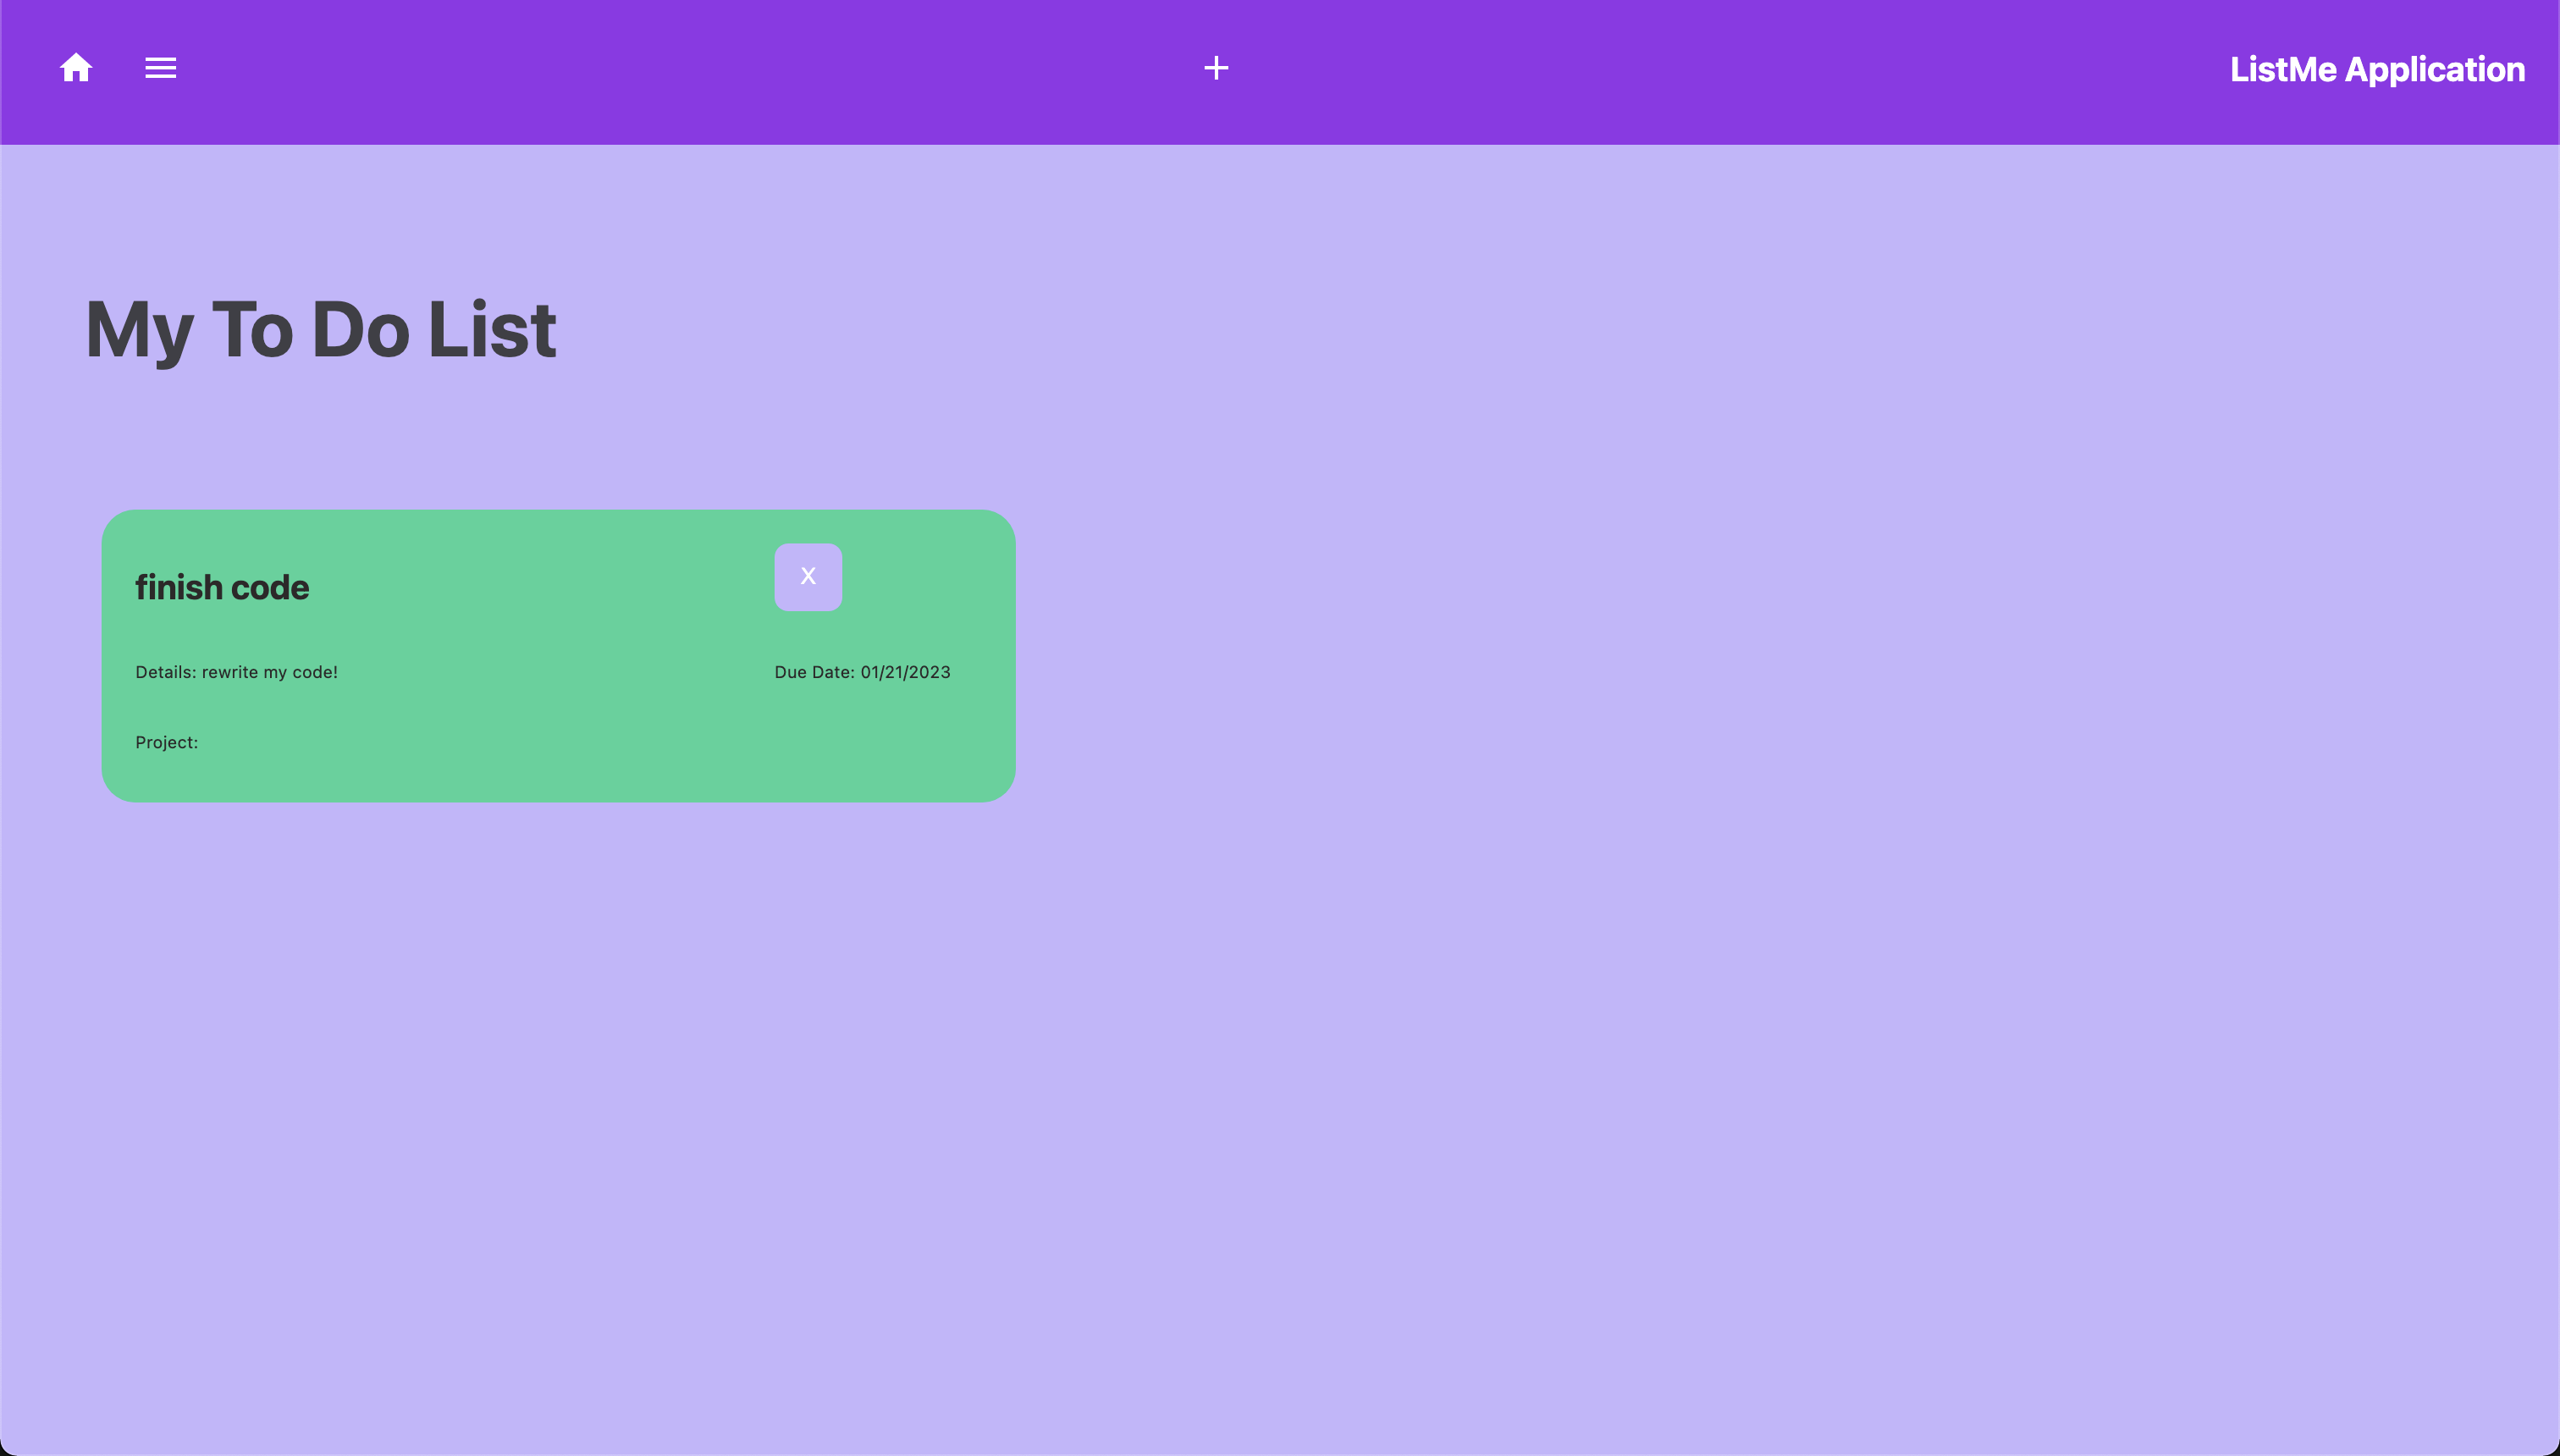 ListMe Application
My To Do List
finish code
X
Details: rewrite my code!
Due Date: 01/21/2023
Project: